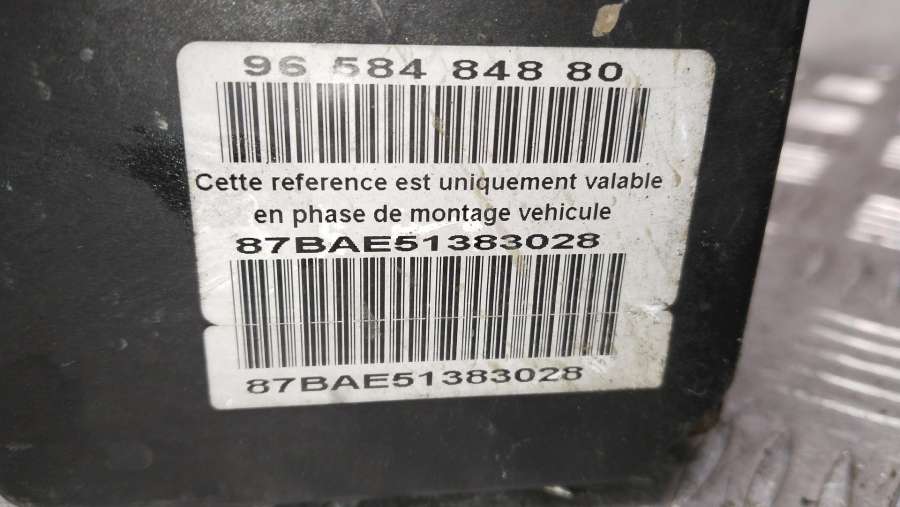 96 584 848 80
Cette reference est uniquement valable
en phase de montage vehicule
87BAE51383028
87BAE51383028